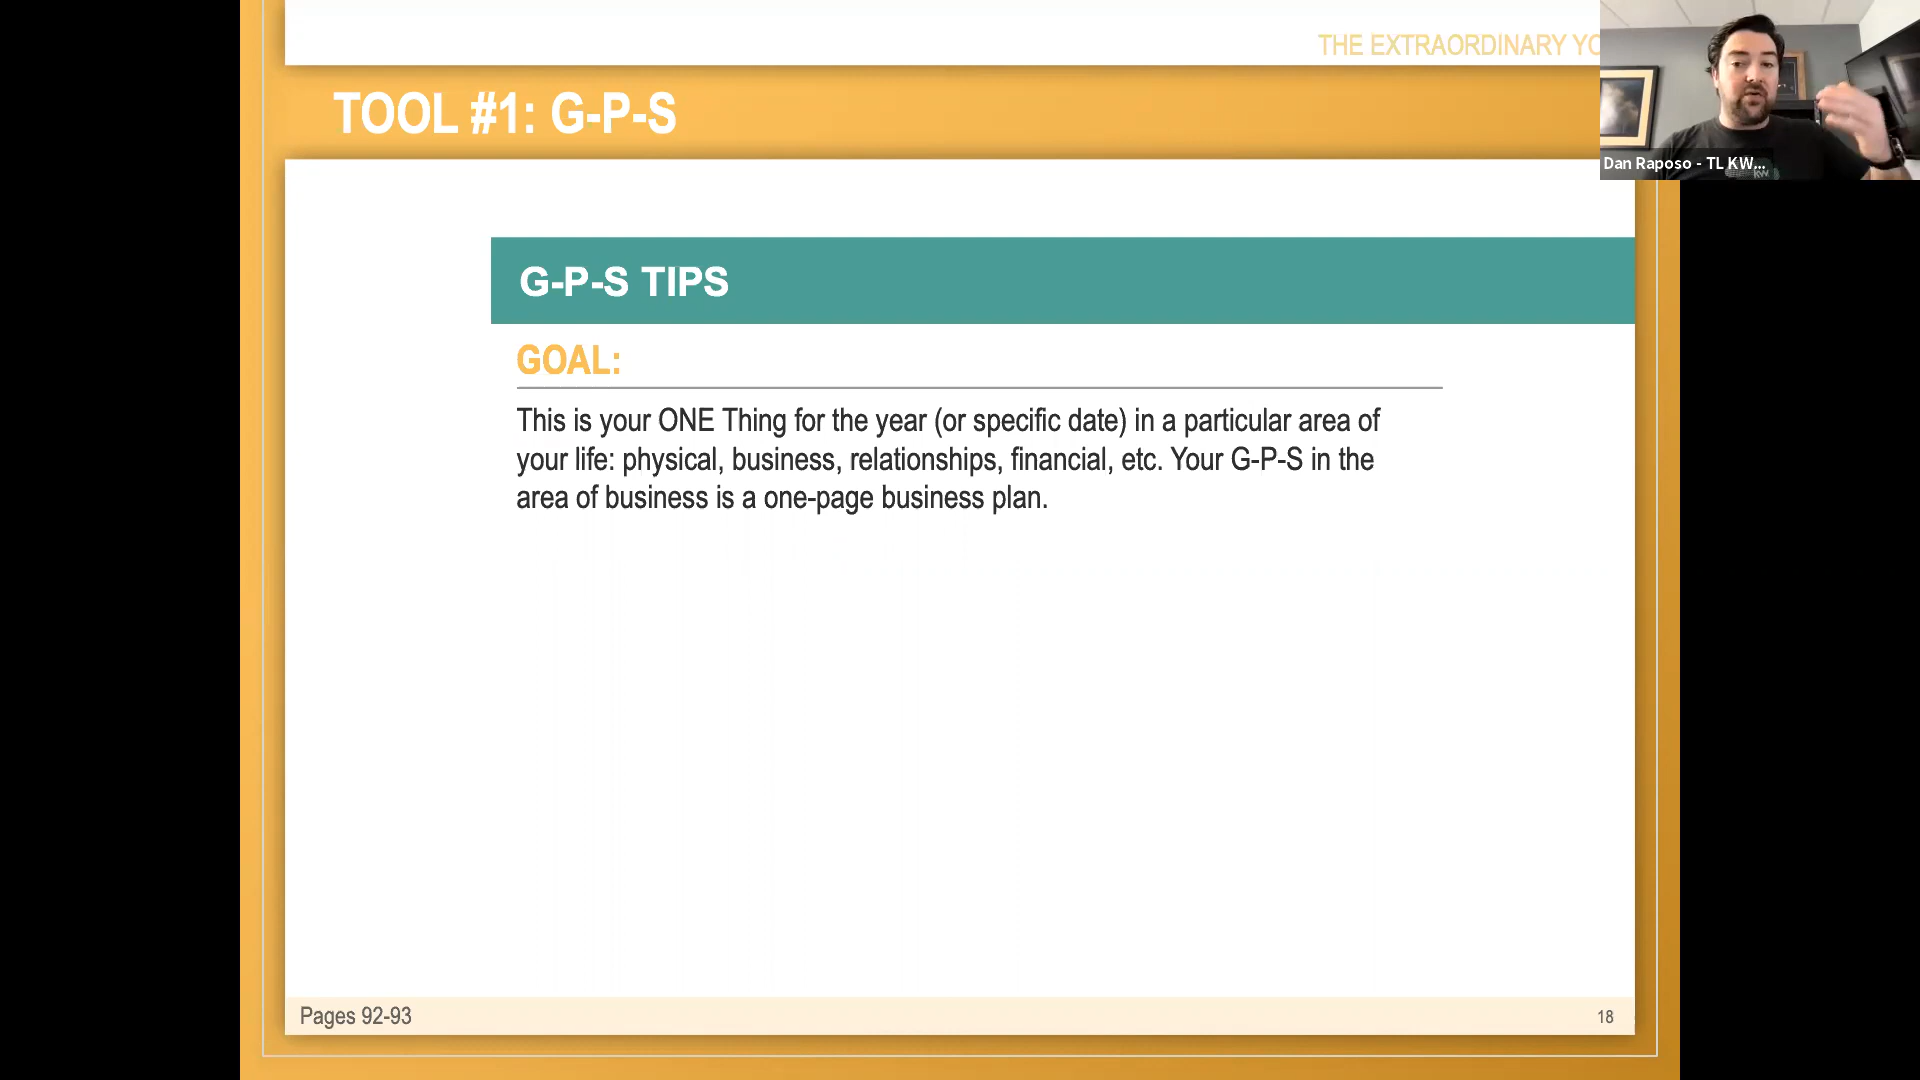 THE EXTRAORDINARY
TOOL #1: G-P-S
Dan Raposo - TL KW...
KW
G-P-S TIPS
GOAL:
This is your ONE Thing for the year (or specific date) in a particular area of
your life: physical, business, relationships, financial, etc. Your G-P-S in the
area of business is a one-page business plan.
Pages 92-93
18